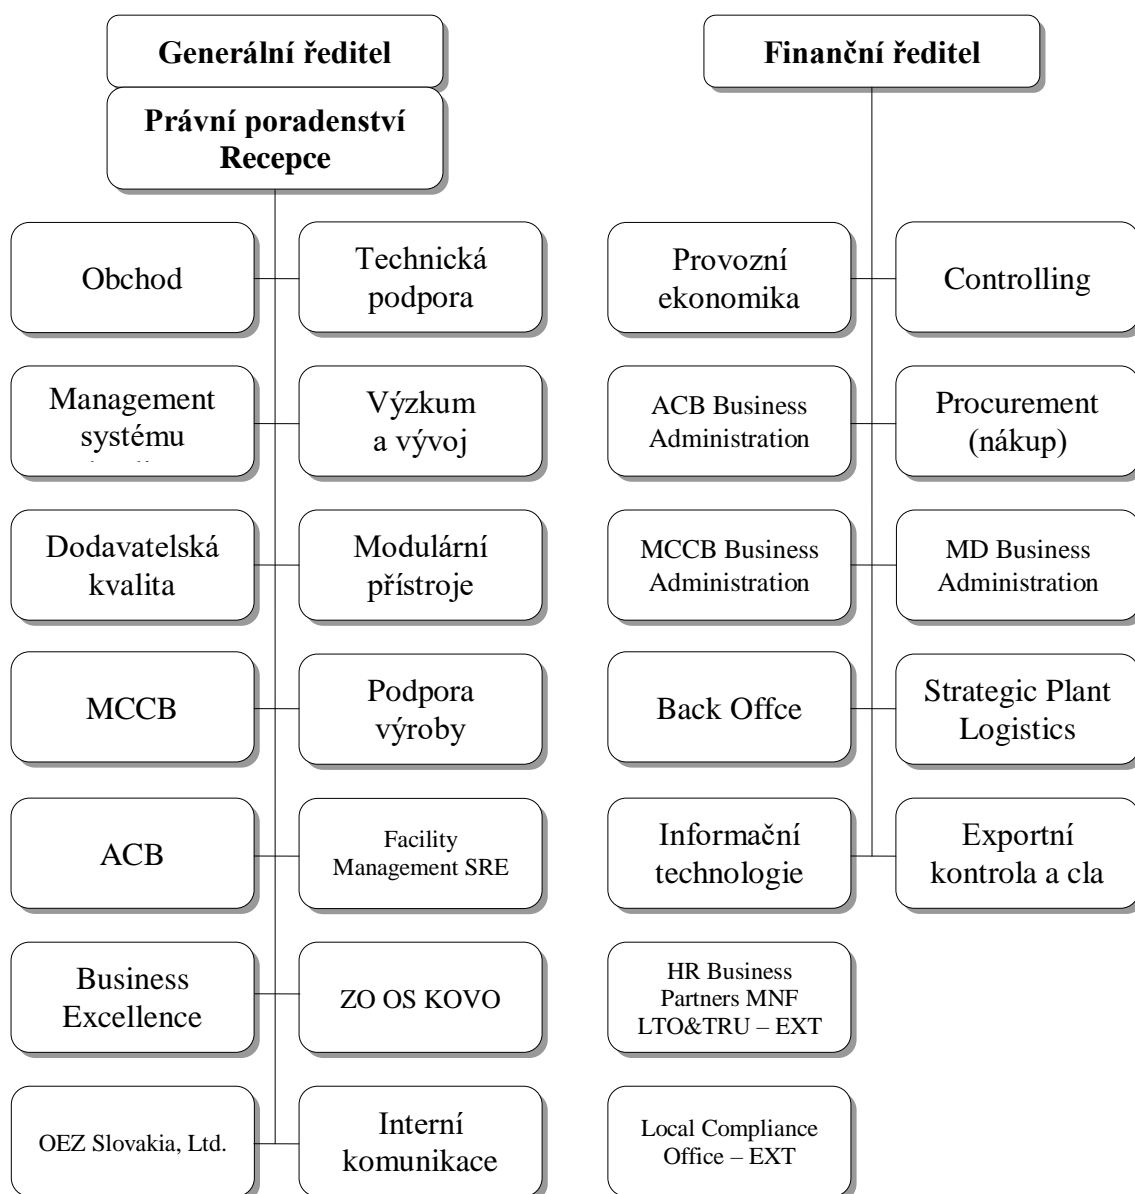 Generální ředitel
Právní poradenství
Recepce
Obchod
Technická
podpora
Management
systému
Výzkum
a vývoj
Dodavatelská
kvalita
Modulární
přístroje
MCCB
Podpora
výroby
ACB
Facility
Management SRE
Business
Excellence
ZO OS KOVO
OEZ Slovakia, Ltd.
Interní
komunikace
Finanční ředitel
Provozní
ekonomika
Controlling
ACB Business
Administration
Procurement
(nákup)
MCCB Business
Administration
MD Business
Administration
Back Offce
Strategic Plant
Logistics
Informační
technologie
Exportní
kontrola a cla
HR Business
Partners MNF
LTO&TRU – EXT
Local Compliance
Office – EXT